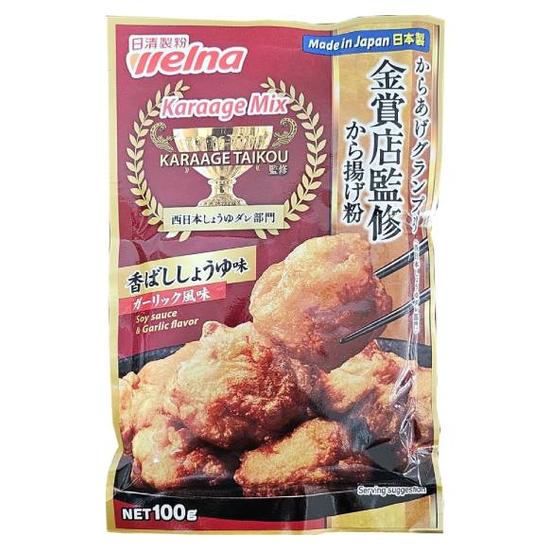 日清製粉
Welna
Made in Japan 日本製
Karaage Mix
KARAAGE TAIKOU
監修
西日本しょうゆダレ部門
からあげグランプリ
金賞店監修
から揚げ粉
香ばししょうゆ味
ガーリック風味
Soy sauce
& Garlic flavor
Serving suggestion
NET 100g